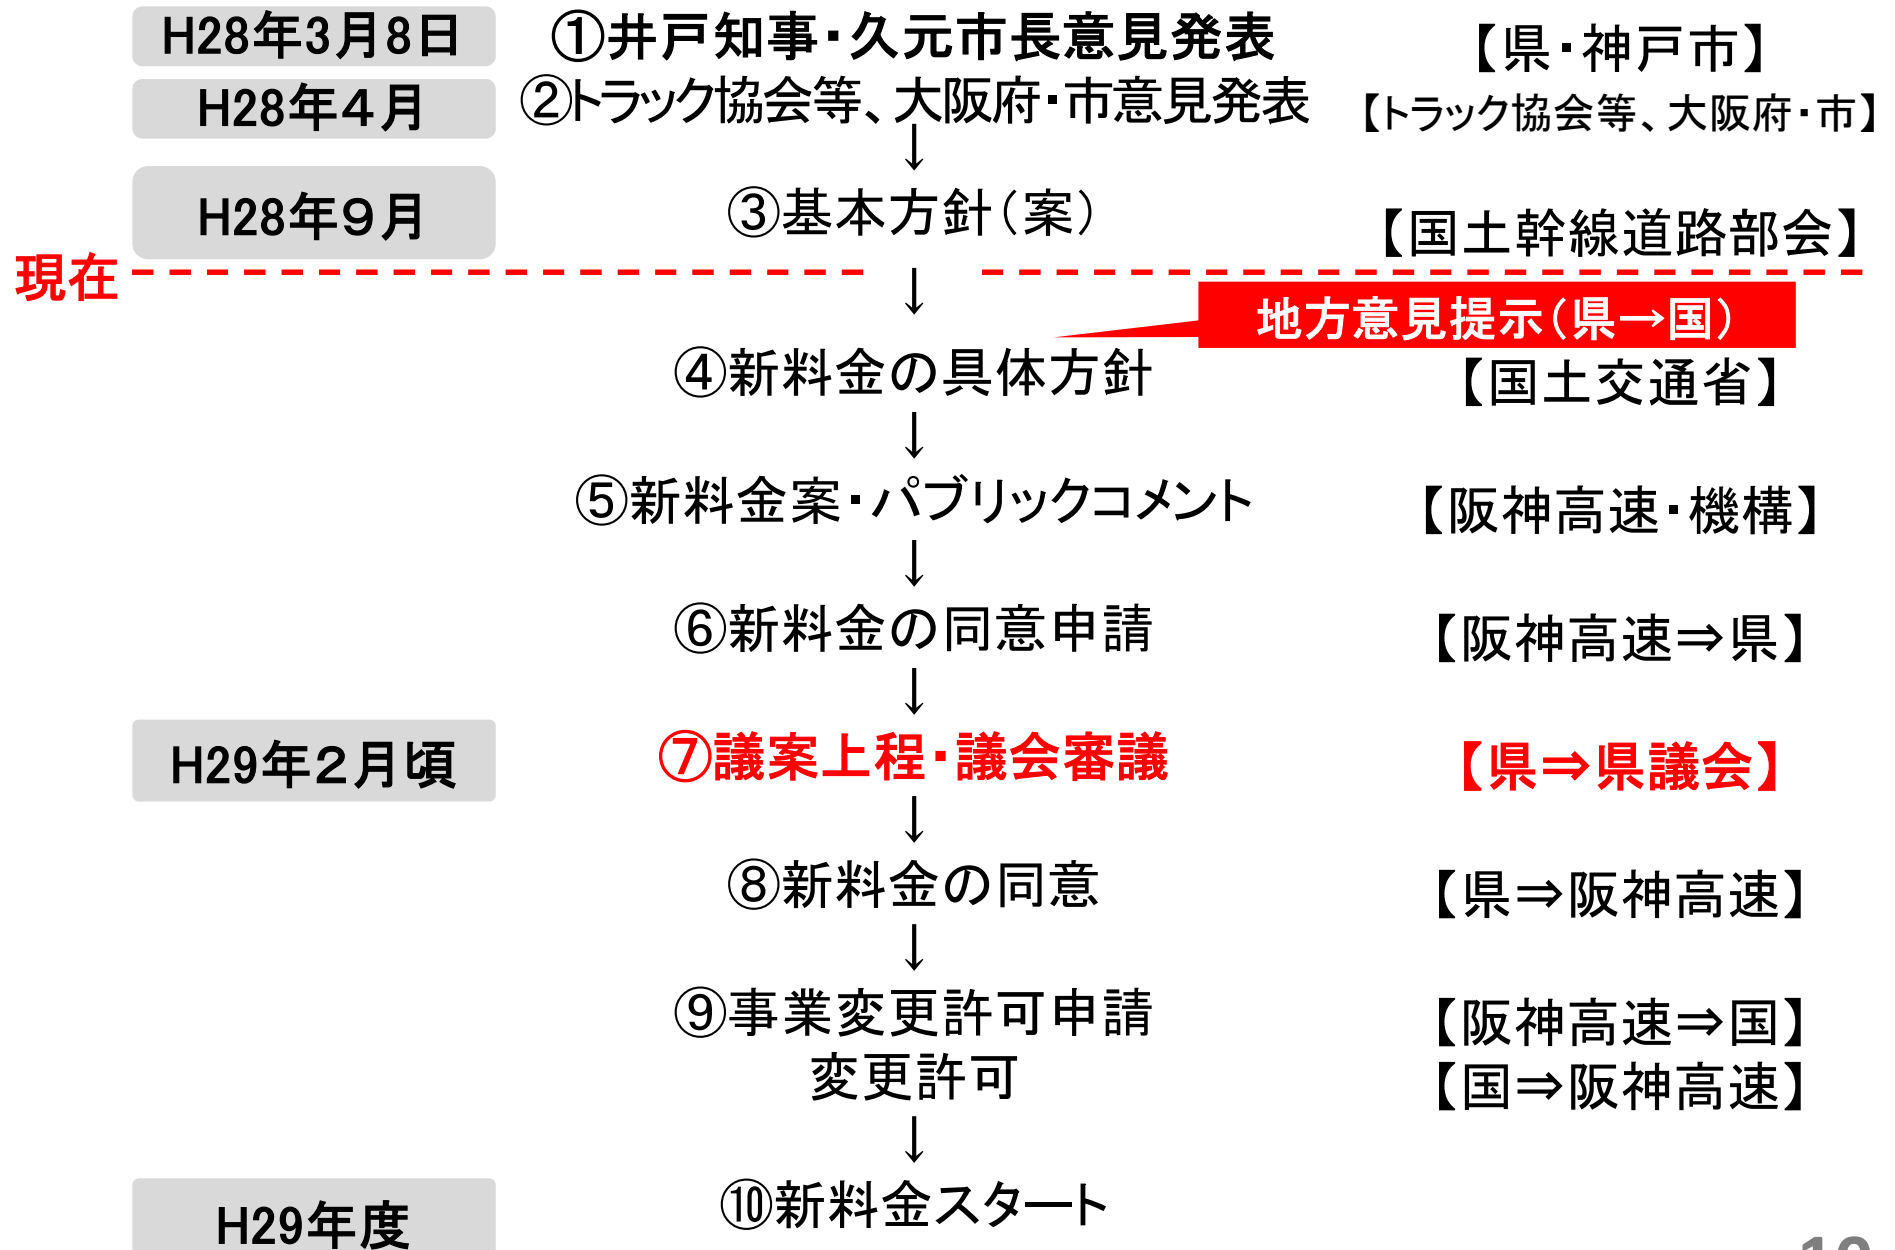 H28年3月8日 ①井戸知事・久元市長意見発表 【県・神戸市】
H28年４月 ②トラック協会等、大阪府・市意見発表 【トラック協会等、大阪府・市】
↓
H28年９月 ③基本方針（案） 【国土幹線道路部会】
現在
↓
地方意見提示（県→国）
④新料金の具体方針 【国土交通省】
↓
⑤新料金案・パブリックコメント 【阪神高速・機構】
↓
⑥新料金の同意申請 【阪神高速⇒県】
↓
H29年２月頃 ⑦議案上程・議会審議 【県⇒県議会】
↓
⑧新料金の同意 【県⇒阪神高速】
↓
⑨事業変更許可申請 【阪神高速⇒国】
変更許可 【国⇒阪神高速】
↓
H29年度 ⑩新料金スタート